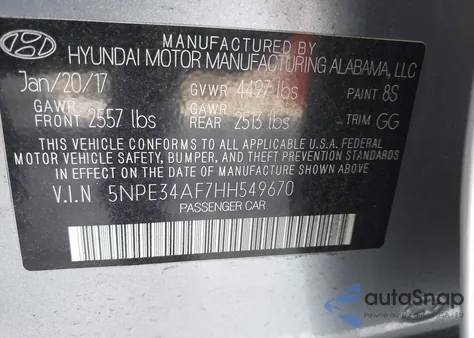 MANUFACTURED BY
HYUNDAI MOTOR MANUFACTURING ALABAMA, LLC
Jan/20/17 GVWR 4497 lbs PAINT 8S
GAWR GAWR
FRONT 2557 lbs REAR 2513 lbs TRIM GG
THIS VEHICLE CONFORMS TO ALL APPLICABLE U.S. FEDERAL
MOTOR VEHICLE SAFETY, BUMPER, AND THEFT PREVENTION STANDARDS
IN EFFECT ON THE DATE OF MANUFACTURE SHOWN ABOVE.
V.I.N 5NPE34AF7HH549670
PASSENGER CAR
autoSnap